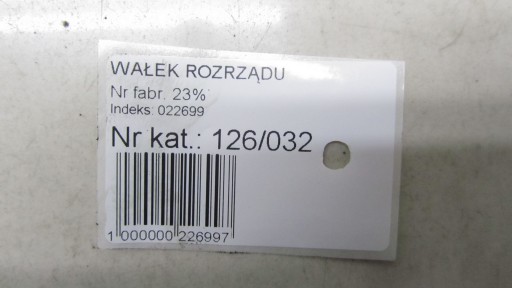 WAŁEK ROZRZĄDU
Nr fabr. 23%
Indeks: 022699
Nr kat.: 126/032
1 000000 226997